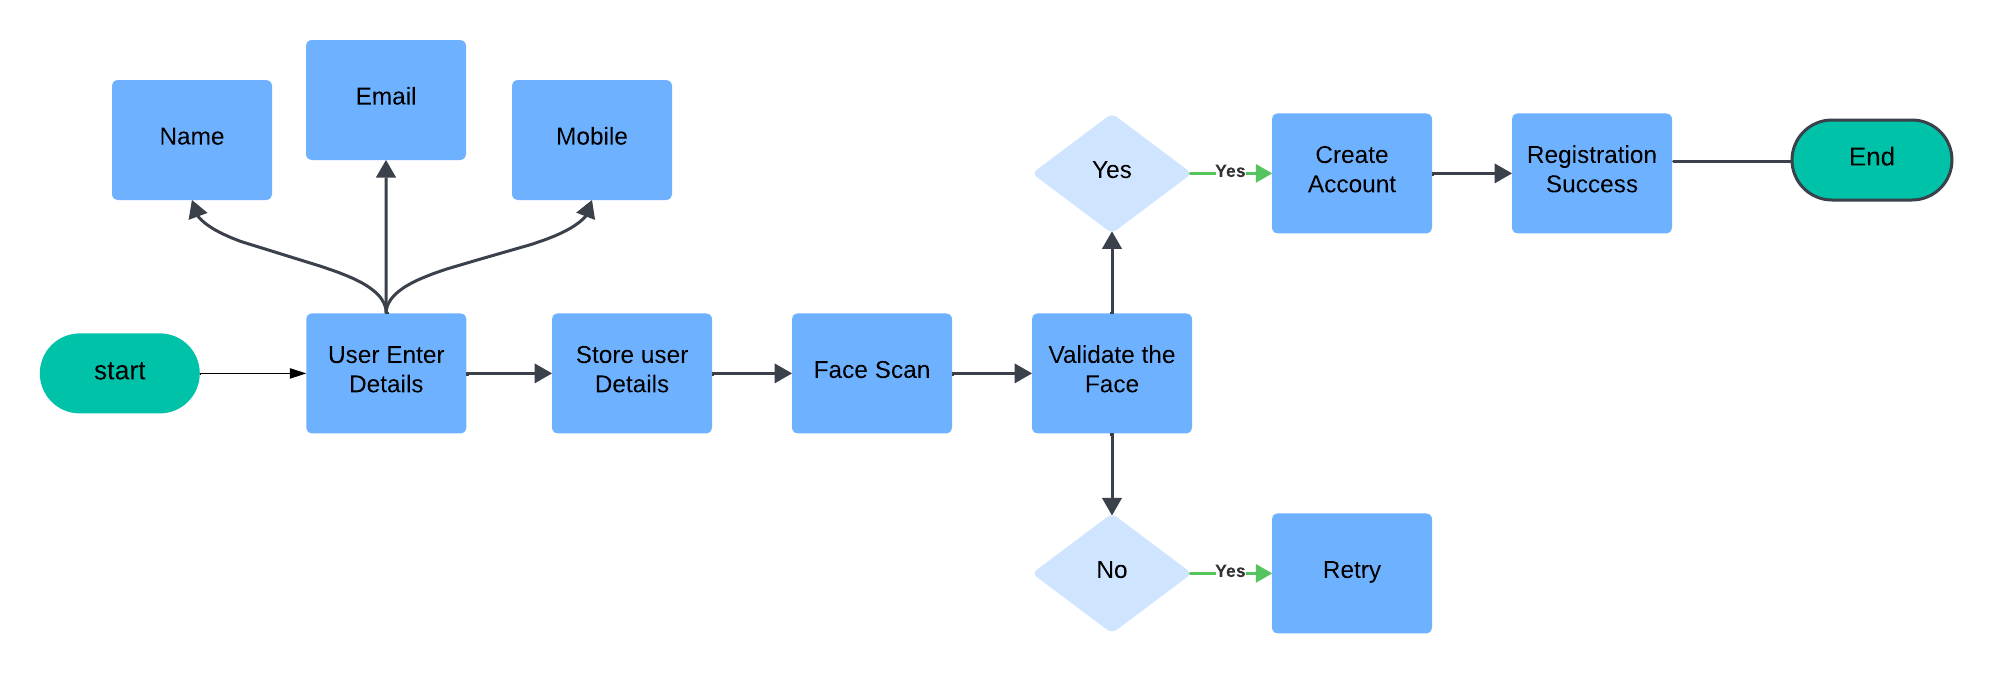 Name
Email
Mobile
start
User Enter
Details
Store user
Details
Face Scan
Validate the
Face
Yes
Yes
Create
Account
Registration
Success
End
No
Yes
Retry